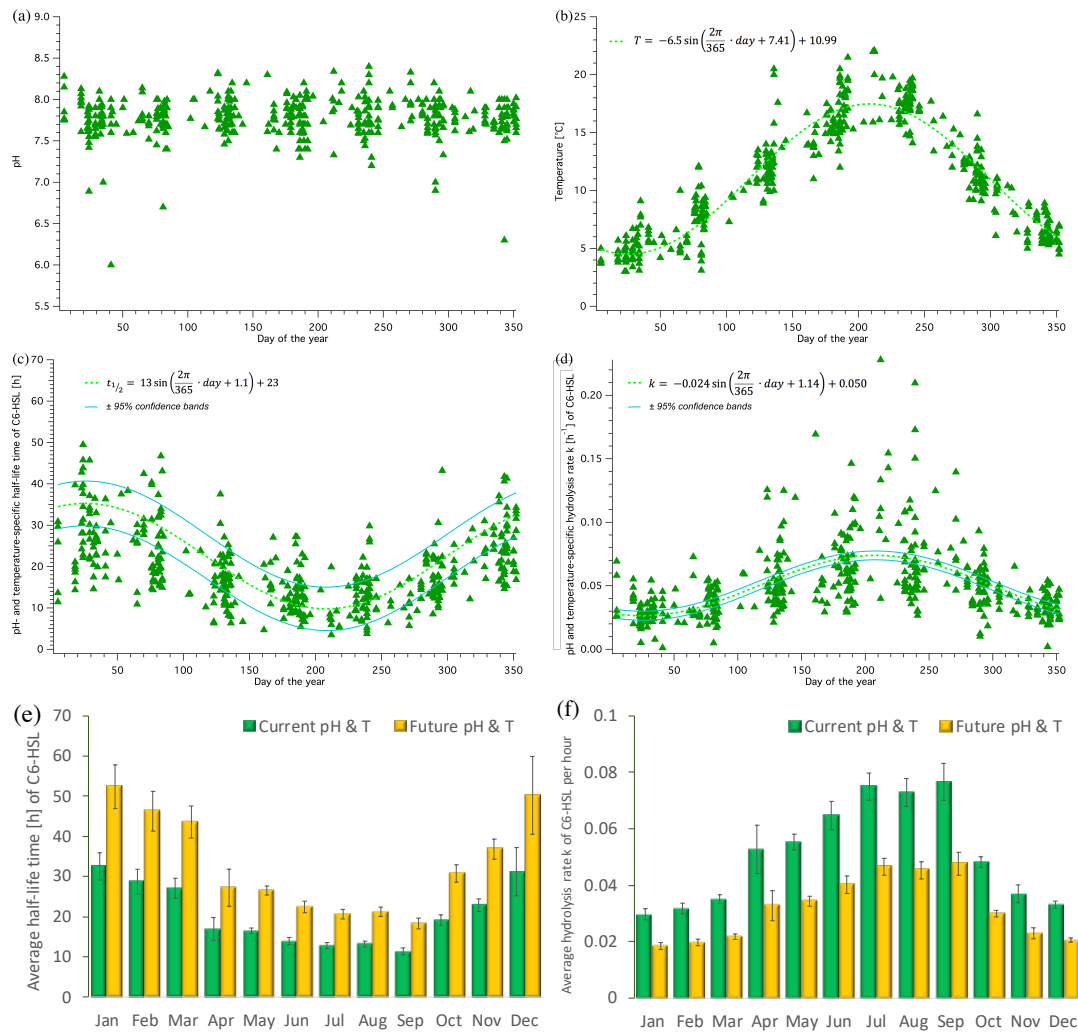 (a)
9.0
8.5
8.0
7.5
7.0
6.5
6.0
5.5
pH
50 100 150 200 250 300 350
Day of the year
(b)
T = −6.5 sin(2π/365 · day + 7.41) + 10.99
25
20
15
10
5
0
Temperature [°C]
50 100 150 200 250 300 350
Day of the year
(c)
t1/2 = 13 sin(2π/365 · day + 1.1) + 23
± 95% confidence bands
70
60
50
40
30
20
10
0
pH- and temperature-specific half-life time of C6-HSL [h]
50 100 150 200 250 300 350
Day of the year
(d)
k = −0.024 sin(2π/365 · day + 1.14) + 0.050
± 95% confidence bands
0.20
0.15
0.10
0.05
0.00
pH and temperature-specific hydrolysis rate k [h⁻¹] of C6-HSL
50 100 150 200 250 300 350
Day of the year
(e)
Current pH & T Future pH & T
70
60
50
40
30
20
10
0
Average half-life time [h] of C6-HSL
Jan Feb Mar Apr May Jun Jul Aug Sep Oct Nov Dec
(f)
Current pH & T Future pH & T
0.1
0.08
0.06
0.04
0.02
0
Average hydrolysis rate k of C6-HSL per hour
Jan Feb Mar Apr May Jun Jul Aug Sep Oct Nov Dec